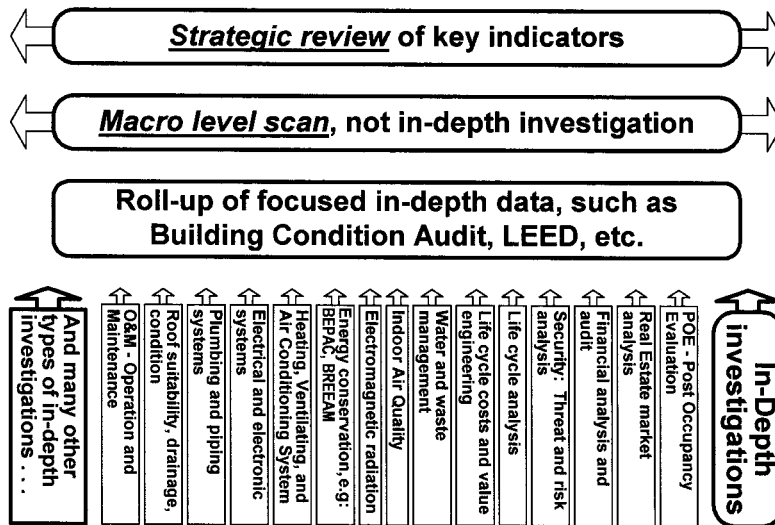 Strategic review of key indicators
Macro level scan, not in-depth investigation
Roll-up of focused in-depth data, such as
Building Condition Audit, LEED, etc.
And many other
types of in-depth
investigations . . .
O&M - Operation and
Maintenance
Roof suitability, drainage,
condition
Plumbing and piping
systems
Electrical and electronic
systems
Heating, Ventilating, and
Air Conditioning System
Energy conservation, e.g:
BEPAC, BREEAM
Electromagnetic radiation
Indoor Air Quality
Water and waste
management
Life cycle costs and value
engineering
Life cycle analysis
Security: Threat and risk
analysis
Financial analysis and
audit
Real Estate market
analysis
POE - Post Occupancy
Evaluation
In-Depth
investigations